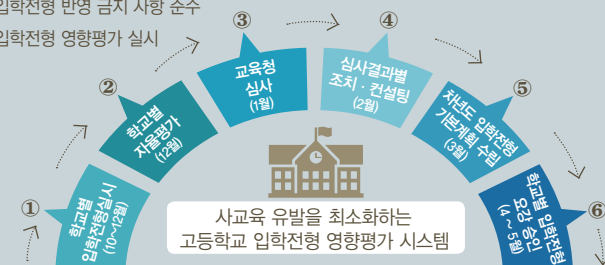 입학전형 반영 금지 사항 준수
입학전형 영향평가 실시
①
학교별
입학전형실시
(10~12월)
②
학교별
자율평가
(12월)
③
교육청
심사
(1월)
④
심사결과별
조치 · 컨설팅
(2월)
⑤
차년도 입학전형
기본계획 수립
(3월)
⑥
학교별 입학전형
요강 승인
(4~5월)
사교육 유발을 최소화하는
고등학교 입학전형 영향평가 시스템